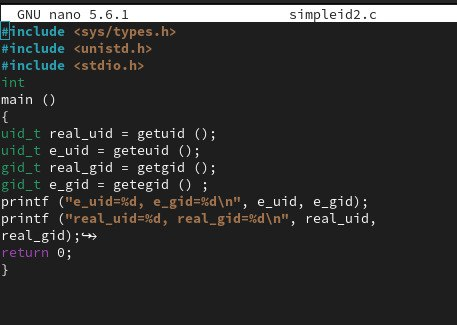 GNU nano 5.6.1 simpleid2.c
#include <sys/types.h>
#include <unistd.h>
#include <stdio.h>
int
main ()
{
uid_t real_uid = getuid ();
uid_t e_uid = geteuid ();
gid_t real_gid = getgid ();
gid_t e_gid = getegid () ;
printf ("e_uid=%d, e_gid=%d\n", e_uid, e_gid);
printf ("real_uid=%d, real_gid=%d\n", real_uid,
real_gid);↪→
return 0;
}